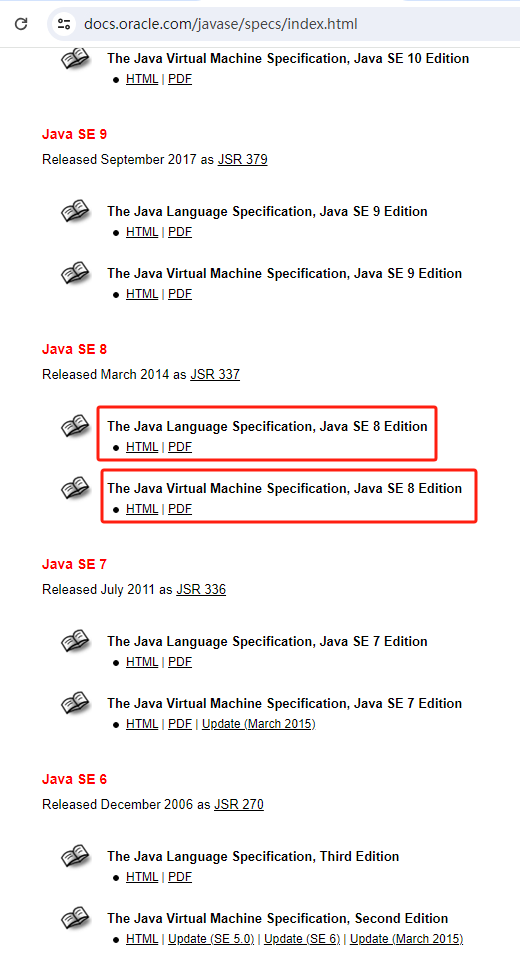 docs.oracle.com/javase/specs/index.html
The Java Virtual Machine Specification, Java SE 10 Edition
• HTML | PDF
Java SE 9
Released September 2017 as JSR 379
The Java Language Specification, Java SE 9 Edition
• HTML | PDF
The Java Virtual Machine Specification, Java SE 9 Edition
• HTML | PDF
Java SE 8
Released March 2014 as JSR 337
The Java Language Specification, Java SE 8 Edition
• HTML | PDF
The Java Virtual Machine Specification, Java SE 8 Edition
• HTML | PDF
Java SE 7
Released July 2011 as JSR 336
The Java Language Specification, Java SE 7 Edition
• HTML | PDF
The Java Virtual Machine Specification, Java SE 7 Edition
• HTML | PDF | Update (March 2015)
Java SE 6
Released December 2006 as JSR 270
The Java Language Specification, Third Edition
• HTML | PDF
The Java Virtual Machine Specification, Second Edition
• HTML | Update (SE 5.0) | Update (SE 6) | Update (March 2015)